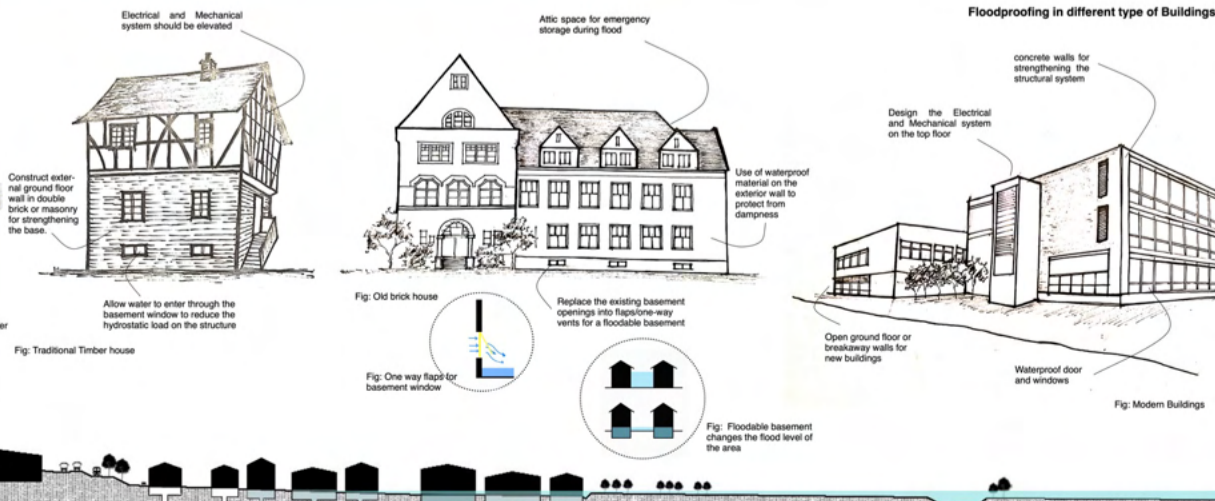 Floodproofing in different type of Buildings
Electrical and Mechanical
system should be elevated
Construct exter-
nal ground floor
wall in double
brick or masonry
for strengthening
the base.
Allow water to enter through the
basement window to reduce the
hydrostatic load on the structure
er
Fig: Traditional Timber house
Attic space for emergency
storage during flood
Use of waterproof
material on the
exterior wall to
protect from
dampness
Fig: Old brick house
Replace the existing basement
openings into flaps/one-way
vents for a floodable basement
Fig: One way flaps for
basement window
Fig: Floodable basement
changes the flood level of
the area
concrete walls for
strengthening the
structural system
Design the Electrical
and Mechanical system
on the top floor
Open ground floor or
breakaway walls for
new buildings
Waterproof door
and windows
Fig: Modern Buildings